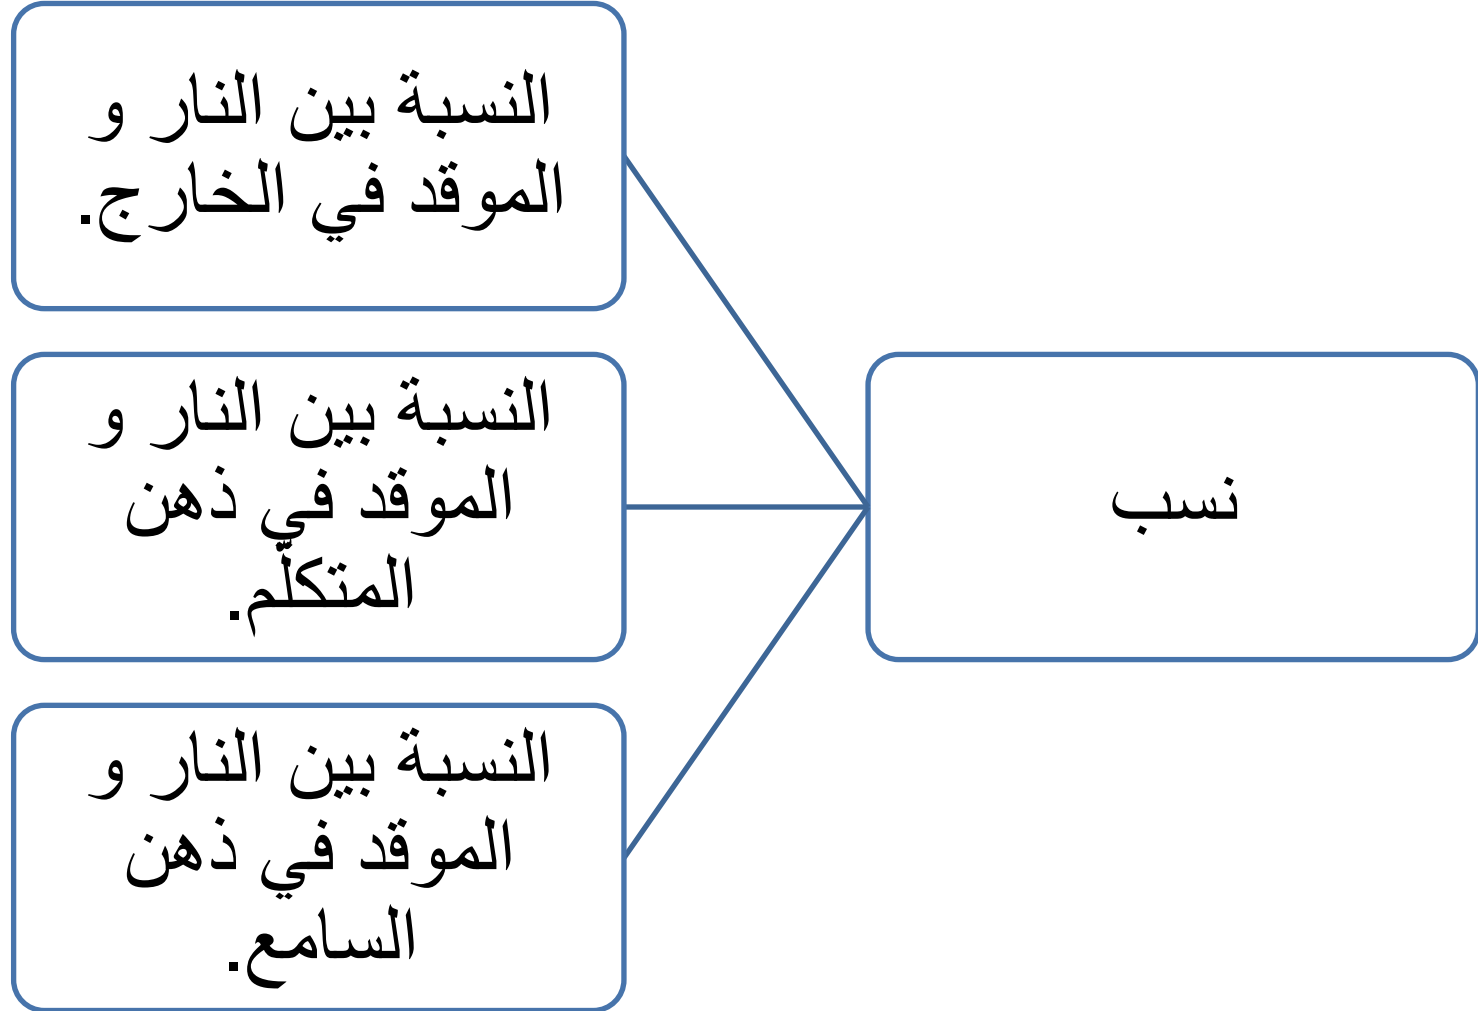 نسب
النسبة بين النار و
الموقد في الخارج.
النسبة بين النار و
الموقد في ذهن
المتكلّم.
النسبة بين النار و
الموقد في ذهن
السامع.